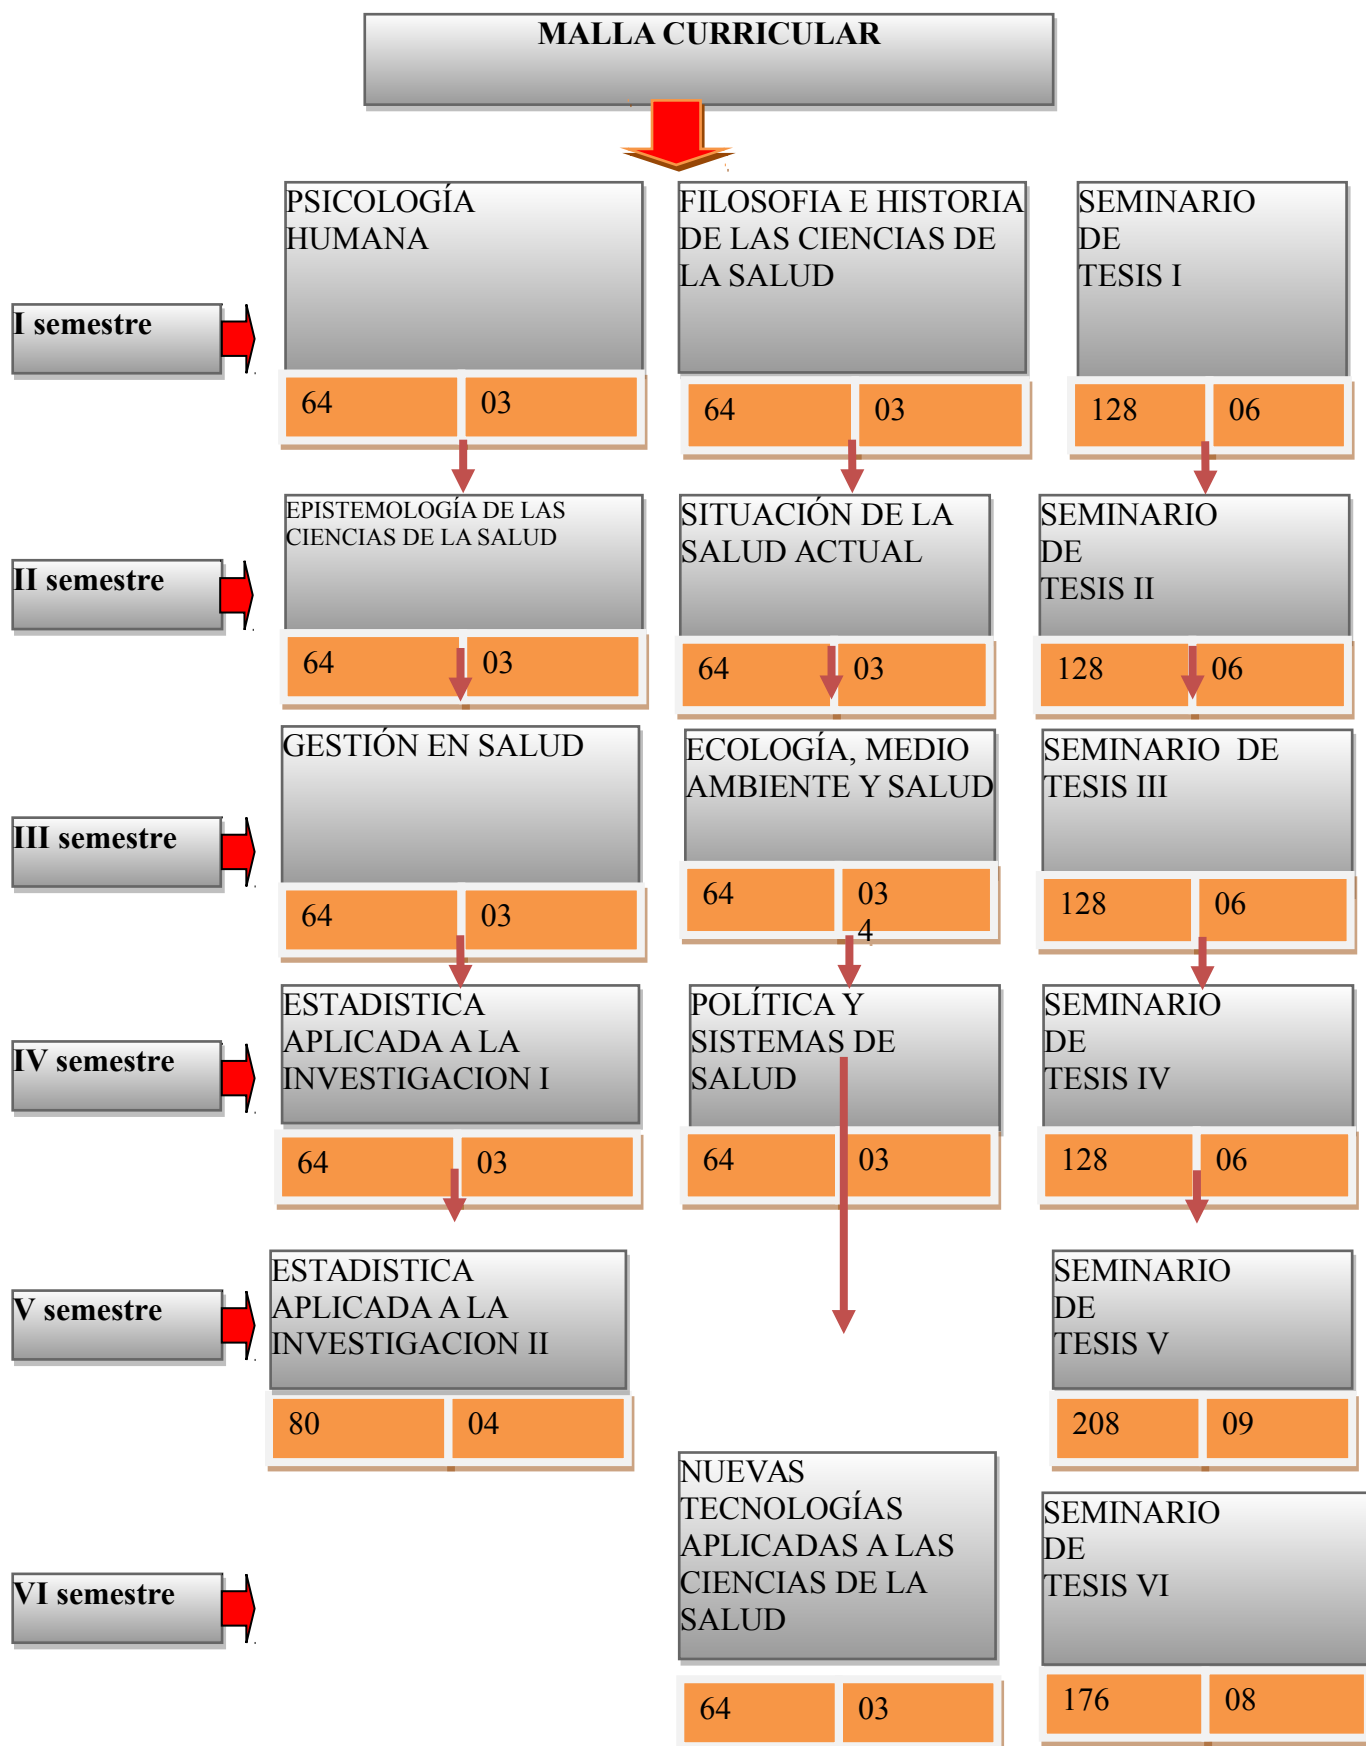 MALLA CURRICULAR
I semestre
PSICOLOGÍA
HUMANA
64
03
FILOSOFIA E HISTORIA
DE LAS CIENCIAS DE
LA SALUD
64
03
SEMINARIO
DE
TESIS I
128
06
II semestre
EPISTEMOLOGÍA DE LAS
CIENCIAS DE LA SALUD
64
03
SITUACIÓN DE LA
SALUD ACTUAL
64
03
SEMINARIO
DE
TESIS II
128
06
III semestre
GESTIÓN EN SALUD
64
03
ECOLOGÍA, MEDIO
AMBIENTE Y SALUD
64
03
4
SEMINARIO DE
TESIS III
128
06
IV semestre
ESTADISTICA
APLICADA A LA
INVESTIGACION I
64
03
POLÍTICA Y
SISTEMAS DE
SALUD
64
03
SEMINARIO
DE
TESIS IV
128
06
V semestre
ESTADISTICA
APLICADA A LA
INVESTIGACION II
80
04
SEMINARIO
DE
TESIS V
208
09
VI semestre
NUEVAS
TECNOLOGÍAS
APLICADAS A LAS
CIENCIAS DE LA
SALUD
64
03
SEMINARIO
DE
TESIS VI
176
08